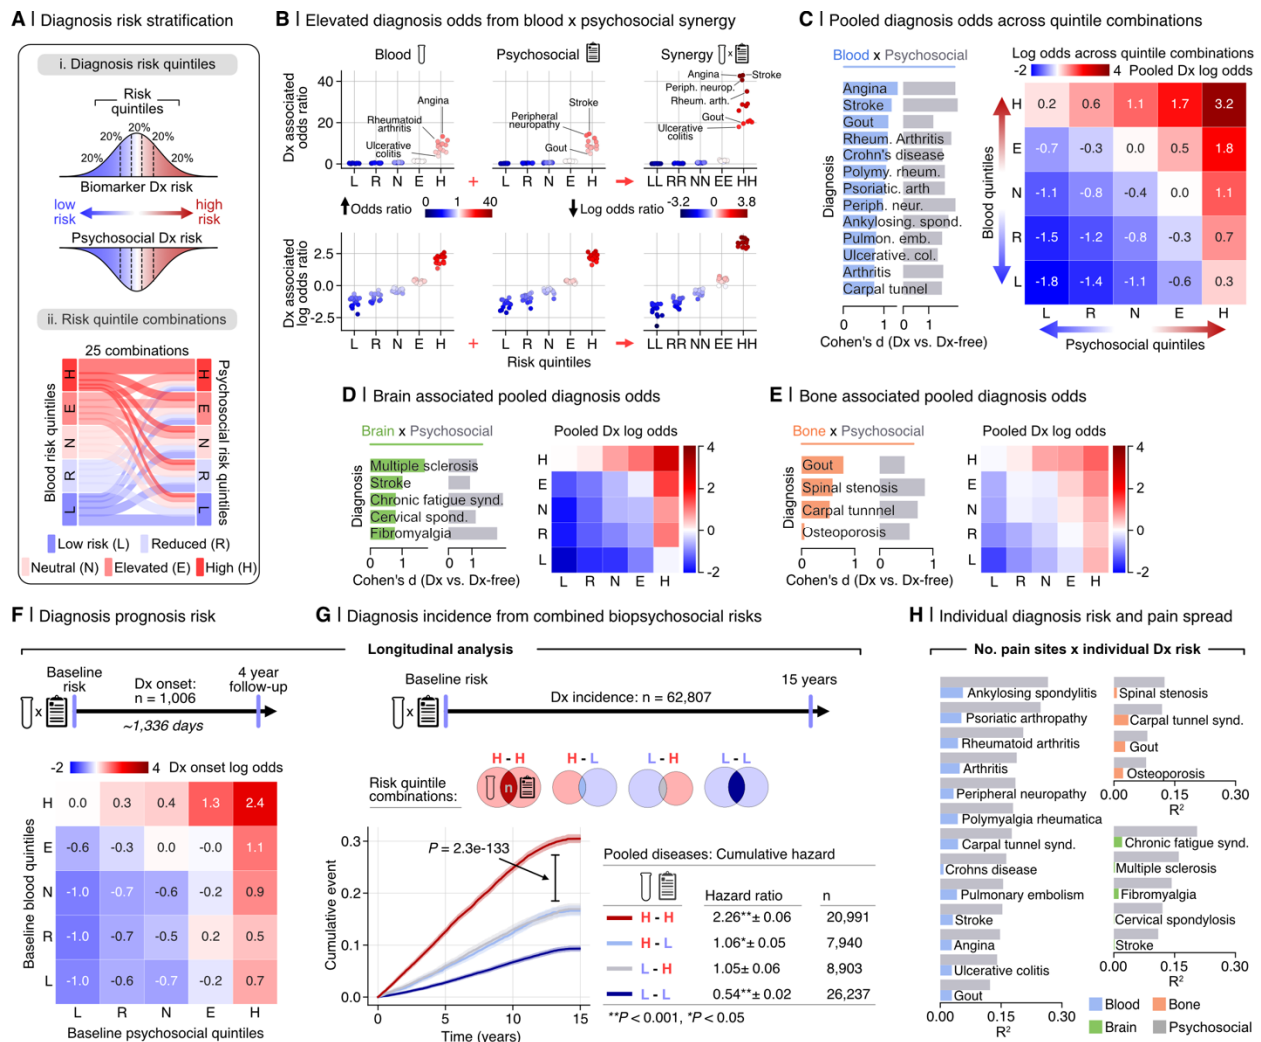 A | Diagnosis risk stratification
i. Diagnosis risk quintiles
Risk
quintiles
20%
20% 20%
20% 20%
Biomarker Dx risk
low
risk
high
risk
Psychosocial Dx risk
ii. Risk quintile combinations
25 combinations
Blood risk quintiles
H E N R L
H E N R L
Psychosocial risk quintiles
Low risk (L) Reduced (R)
Neutral (N) Elevated (E) High (H)
B | Elevated diagnosis odds from blood x psychosocial synergy
Blood
Psychosocial
Synergy x
Dx associated
odds ratio
40
20
0
Angina
Rheumatoid
arthritis
Ulcerative
colitis
Stroke
Peripheral
neuropathy
Gout
Angina
Stroke
Periph. neurop.
Rheum. arth.
Gout
Ulcerative
colitis
L R N E H + L R N E H LL RR NN EE HH
Odds ratio 0 1 40
Log odds ratio -3.2 0 3.8
Dx associated
log odds ratio
2.5
0.0
-2.5
L R N E H + L R N E H LL RR NN EE HH
Risk quintiles
C | Pooled diagnosis odds across quintile combinations
Blood x Psychosocial
Diagnosis
Angina
Stroke
Gout
Rheum. Arthritis
Crohn's disease
Polymy. rheum.
Psoriatic. arth
Periph. neur.
Ankylosing. spond.
Pulmon. emb.
Ulcerative. col.
Arthritis
Carpal tunnel
0 1 0 1
Cohen's d (Dx vs. Dx-free)
Log odds across quintile combinations
-2 4 Pooled Dx log odds
Blood quintiles
H 0.2 0.6 1.1 1.7 3.2
E -0.7 -0.3 0.0 0.5 1.8
N -1.1 -0.8 -0.4 0.0 1.1
R -1.5 -1.2 -0.8 -0.3 0.7
L -1.8 -1.4 -1.1 -0.6 0.3
L R N E H
Psychosocial quintiles
D | Brain associated pooled diagnosis odds
Brain x Psychosocial
Diagnosis
Multiple sclerosis
Stroke
Chronic fatigue synd.
Cervical spond.
Fibromyalgia
0 1 0 1
Cohen's d (Dx vs. Dx-free)
Pooled Dx log odds
H
E
N
R
L
L R N E H
4
2
0
-2
E | Bone associated pooled diagnosis odds
Bone x Psychosocial
Diagnosis
Gout
Spinal stenosis
Carpal tunnnel
Osteoporosis
0 1 0 1
Cohen's d (Dx vs. Dx-free)
Pooled Dx log odds
H
E
N
R
L
L R N E H
4
2
0
-2
F | Diagnosis prognosis risk
G | Diagnosis incidence from combined biopsychosocial risks
H | Individual diagnosis risk and pain spread
Longitudinal analysis
Baseline
risk
Dx onset:
n = 1,006
4 year
follow-up
x
~1,336 days
-2 4 Dx onset log odds
Baseline blood quintiles
H 0.0 0.3 0.4 1.3 2.4
E -0.6 -0.3 0.0 -0.0 1.1
N -1.0 -0.7 -0.6 -0.2 0.9
R -1.0 -0.7 -0.5 0.2 0.5
L -1.0 -0.6 -0.7 -0.2 0.7
L R N E H
Baseline psychosocial quintiles
Baseline risk
Dx incidence: n = 62,807
15 years
x
Risk quintile
combinations:
H - H H - L L - H L - L
n
Cumulative event
0.3
0.2
0.1
0.0
P = 2.3e-133
0 5 10 15
Time (years)
Pooled diseases: Cumulative hazard
Hazard ratio n
H - H 2.26**± 0.06 20,991
H - L 1.06*± 0.05 7,940
L - H 1.05± 0.06 8,903
L - L 0.54**± 0.02 26,237
**P < 0.001, *P < 0.05
No. pain sites x individual Dx risk
Ankylosing spondylitis
Psoriatic arthropathy
Rheumatoid arthritis
Arthritis
Peripheral neuropathy
Polymyalgia rheumatica
Carpal tunnel synd.
Crohns disease
Pulmonary embolism
Stroke
Angina
Ulcerative colitis
Gout
0.00 0.15 0.30
R²
Spinal stenosis
Carpal tunnel synd.
Gout
Osteoporosis
0.00 0.15 0.30
R²
Chronic fatigue synd.
Multiple sclerosis
Fibromyalgia
Cervical spondylosis
Stroke
0.00 0.15 0.30
R²
Blood Bone
Brain Psychosocial